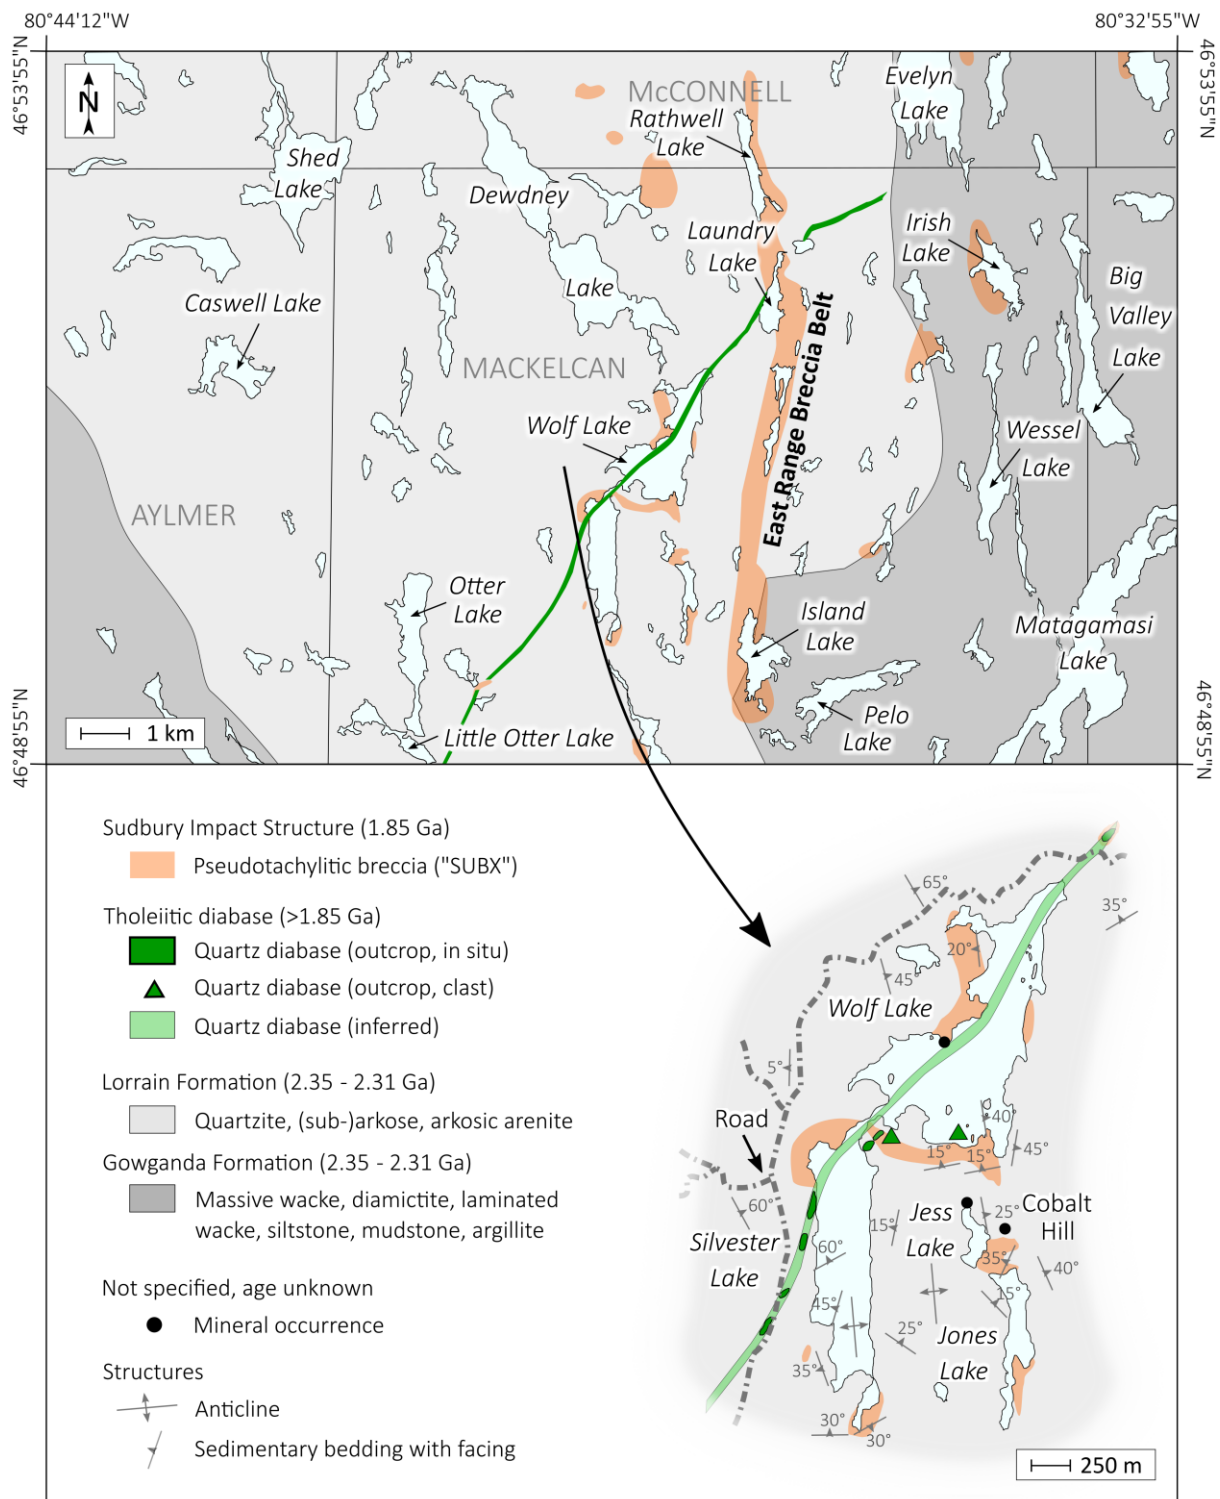 80°44'12"W
80°32'55"W
46°53'55"N
46°53'55"N
N
McCONNELL
Evelyn
Lake
Rathwell
Lake
Shed
Lake
Dewdney
Lake
Laundry
Lake
Irish
Lake
Big
Valley
Lake
Caswell Lake
MACKELCAN
East Range Breccia Belt
Wolf Lake
Wessel
Lake
AYLMER
Otter
Lake
Island
Lake
Matagamasi
Lake
Pelo
Lake
Little Otter Lake
1 km
46°48'55"N
46°48'55"N
Sudbury Impact Structure (1.85 Ga)
Pseudotachylitic breccia ("SUBX")
Tholeiitic diabase (>1.85 Ga)
Quartz diabase (outcrop, in situ)
Quartz diabase (outcrop, clast)
Quartz diabase (inferred)
Lorrain Formation (2.35 - 2.31 Ga)
Quartzite, (sub-)arkose, arkosic arenite
Gowganda Formation (2.35 - 2.31 Ga)
Massive wacke, diamictite, laminated
wacke, siltstone, mudstone, argillite
Not specified, age unknown
Mineral occurrence
Structures
Anticline
Sedimentary bedding with facing
65°
35°
20°
45°
Wolf Lake
5°
Road
40°
45°
15°
15°
60°
Silvester
Lake
15°
60°
Jess
Lake
25°
Cobalt
Hill
35°
40°
15°
45°
25°
Jones
Lake
35°
30°
30°
250 m